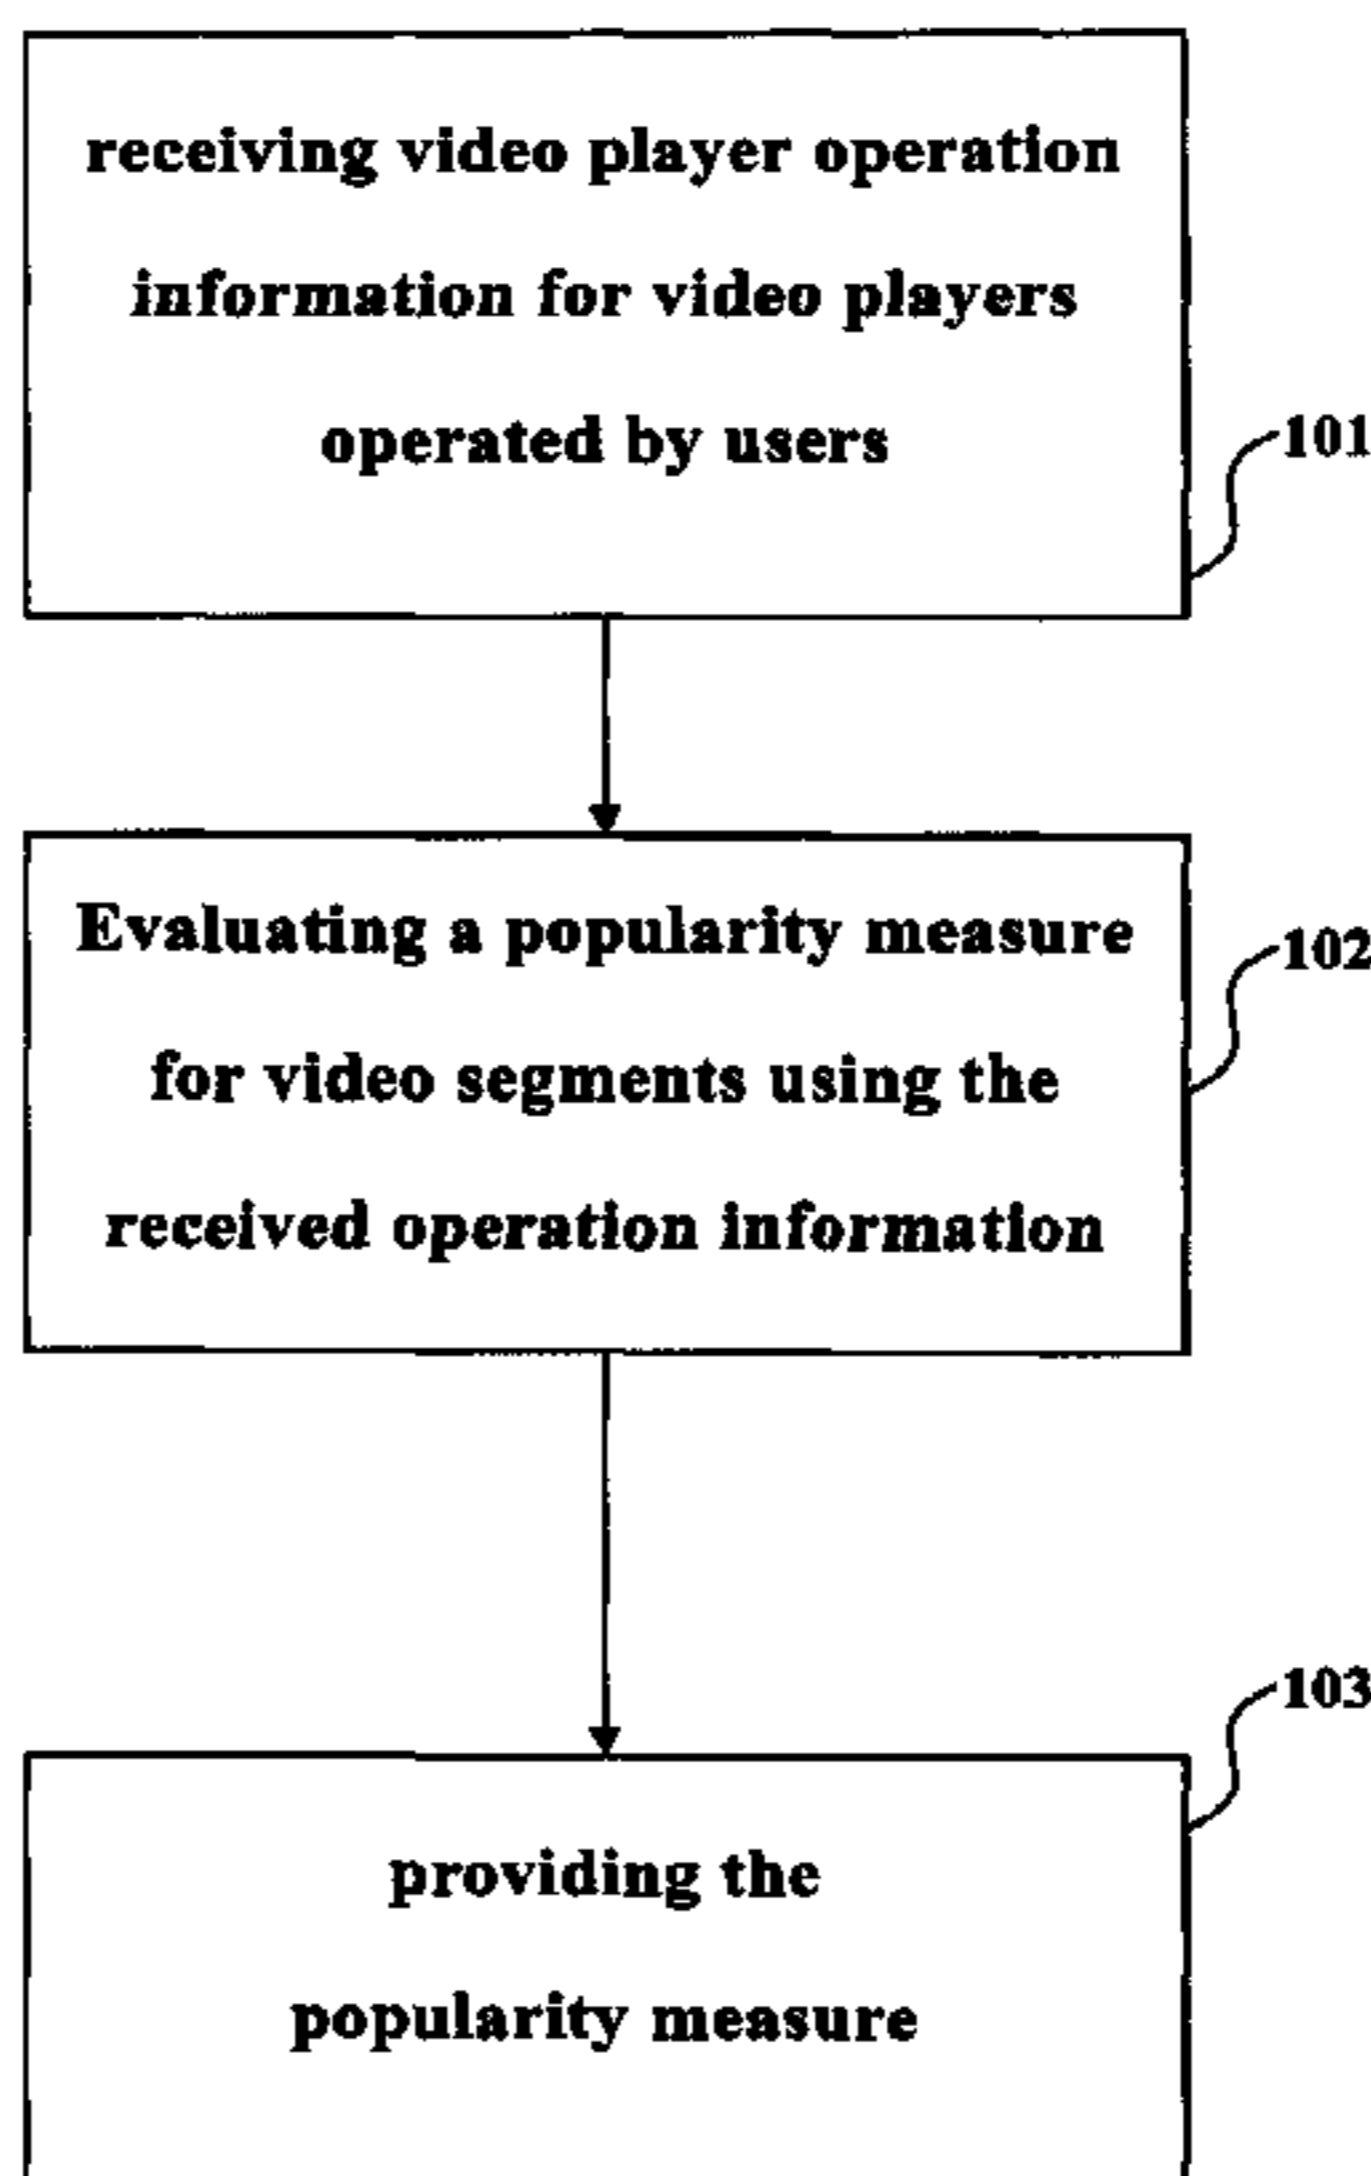 receiving video player operation
information for video players
operated by users
101
Evaluating a popularity measure
for video segments using the
received operation information
102
103
providing the
popularity measure